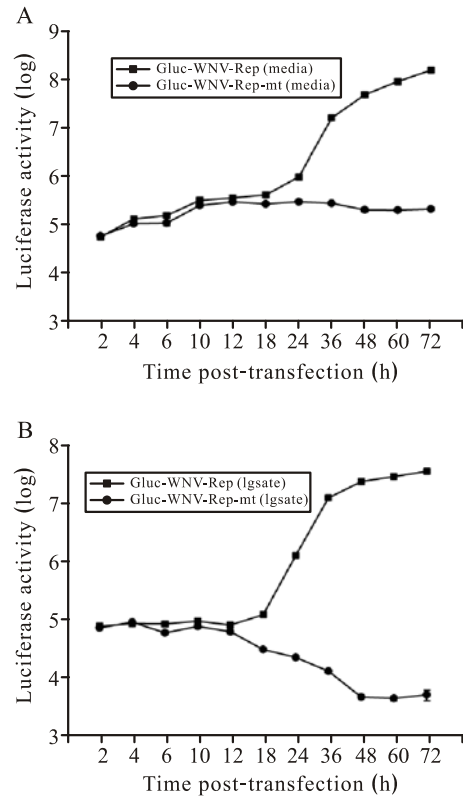 A
9
8
7
6
5
4
3
Luciferase activity (log)
Gluc-WNV-Rep (media)
Gluc-WNV-Rep-mt (media)
2 4 6 10 12 18 24 36 48 60 72
Time post-transfection (h)
B
8
7
6
5
4
3
Luciferase activity (log)
Gluc-WNV-Rep (lgsate)
Gluc-WNV-Rep-mt (lgsate)
2 4 6 10 12 18 24 36 48 60 72
Time post-transfection (h)